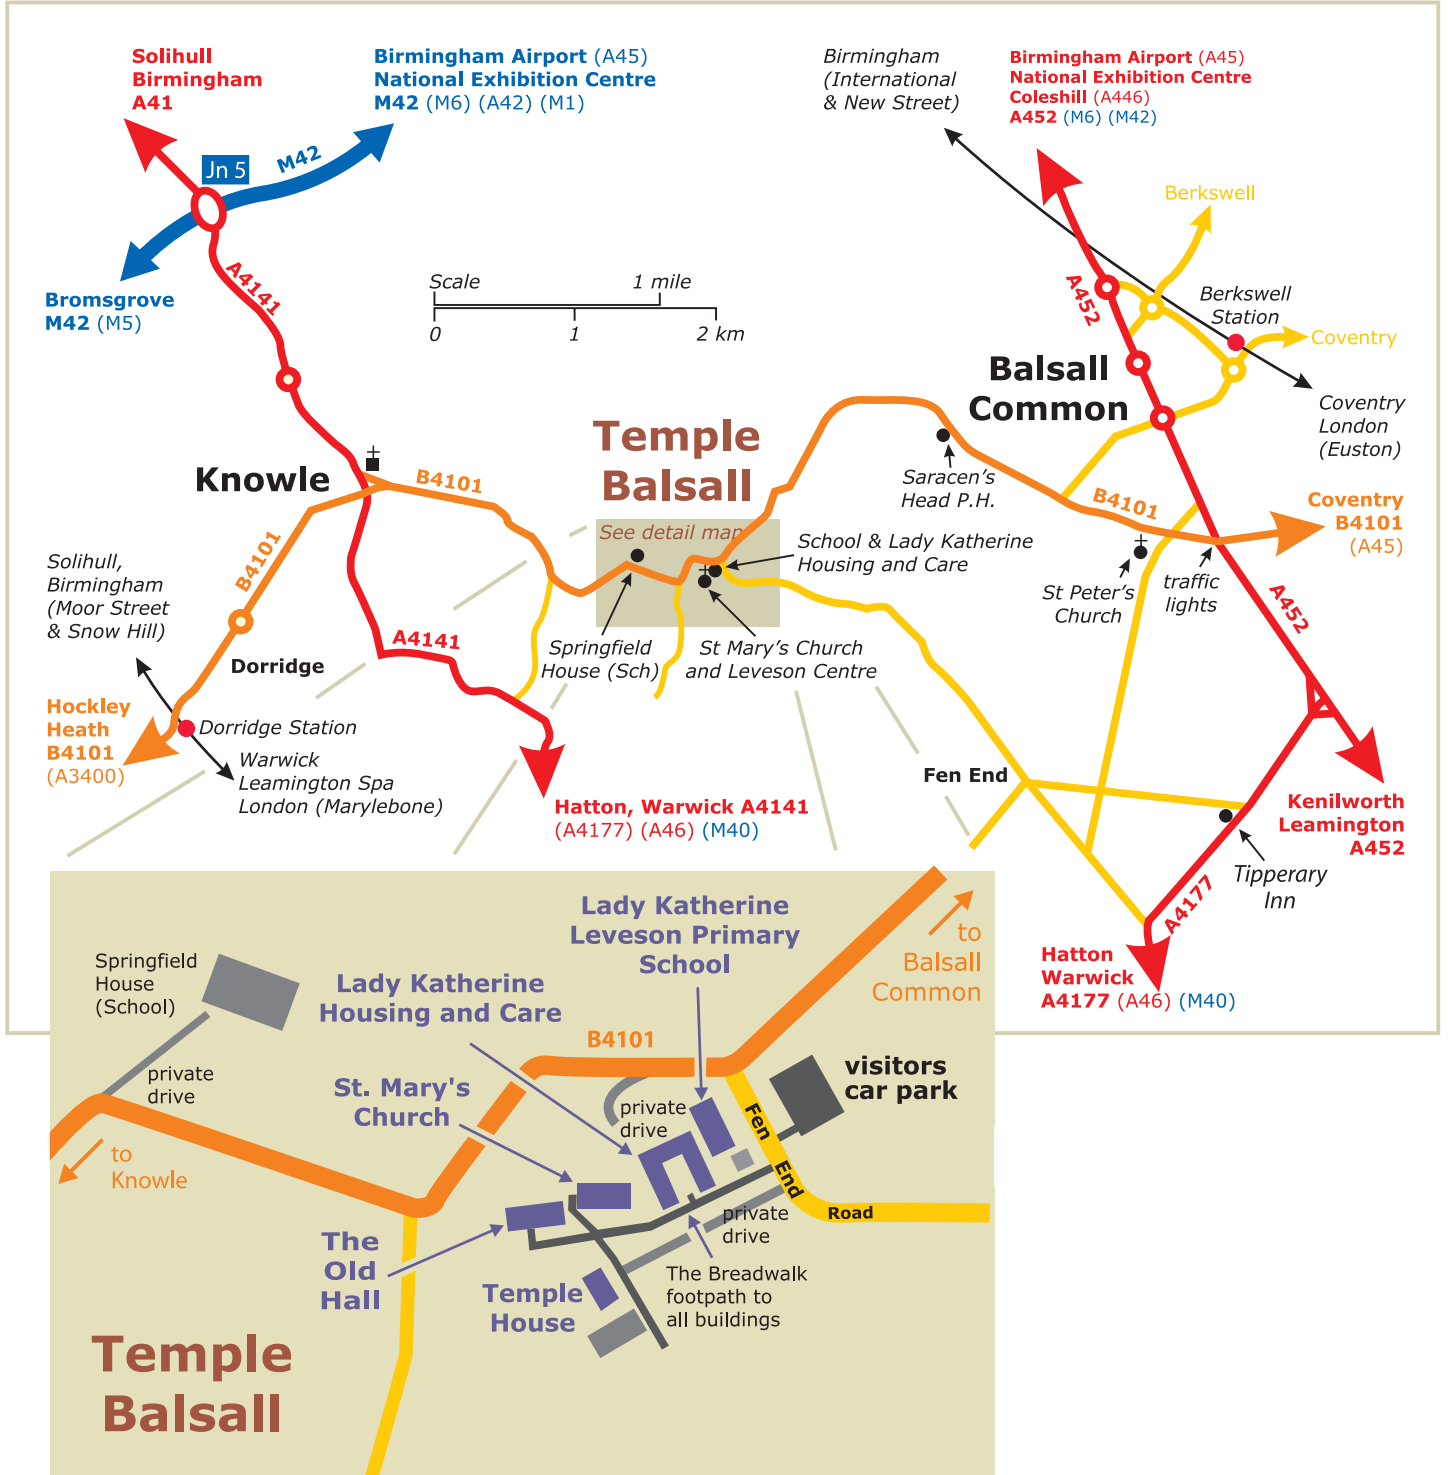 Solihull
Birmingham
A41
Birmingham Airport (A45)
National Exhibition Centre
M42 (M6) (A42) (M1)
Birmingham
(International
& New Street)
Birmingham Airport (A45)
National Exhibition Centre
Coleshill (A446)
A452 (M6) (M42)
Jn 5
M42
Berkswell
A4141
Bromsgrove
M42 (M5)
Scale
1 mile
0
1
2 km
A452
Berkswell
Station
Coventry
Balsall
Common
Coventry
London
(Euston)
Temple
Balsall
Knowle
B4101
Saracen's
Head P.H.
B4101
Coventry
B4101
(A45)
See detail map
School & Lady Katherine
Housing and Care
B4101
Solihull,
Birmingham
(Moor Street
& Snow Hill)
St Peter's
Church
traffic
lights
A452
A4141
Springfield
House (Sch)
St Mary's Church
and Leveson Centre
Dorridge
Hockley
Heath
B4101
(A3400)
Dorridge Station
Warwick
Leamington Spa
London (Marylebone)
Fen End
Hatton, Warwick A4141
(A4177) (A46) (M40)
Kenilworth
Leamington
A452
Tipperary
Inn
A4177
Hatton
Warwick
A4177 (A46) (M40)
Lady Katherine
Leveson Primary
School
to
Balsall
Common
Springfield
House
(School)
Lady Katherine
Housing and Care
B4101
visitors
car park
private
drive
St. Mary's
Church
private
drive
Fen
End
Road
to
Knowle
private
drive
The
Old
Hall
Temple
House
The Breadwalk
footpath to
all buildings
Temple
Balsall